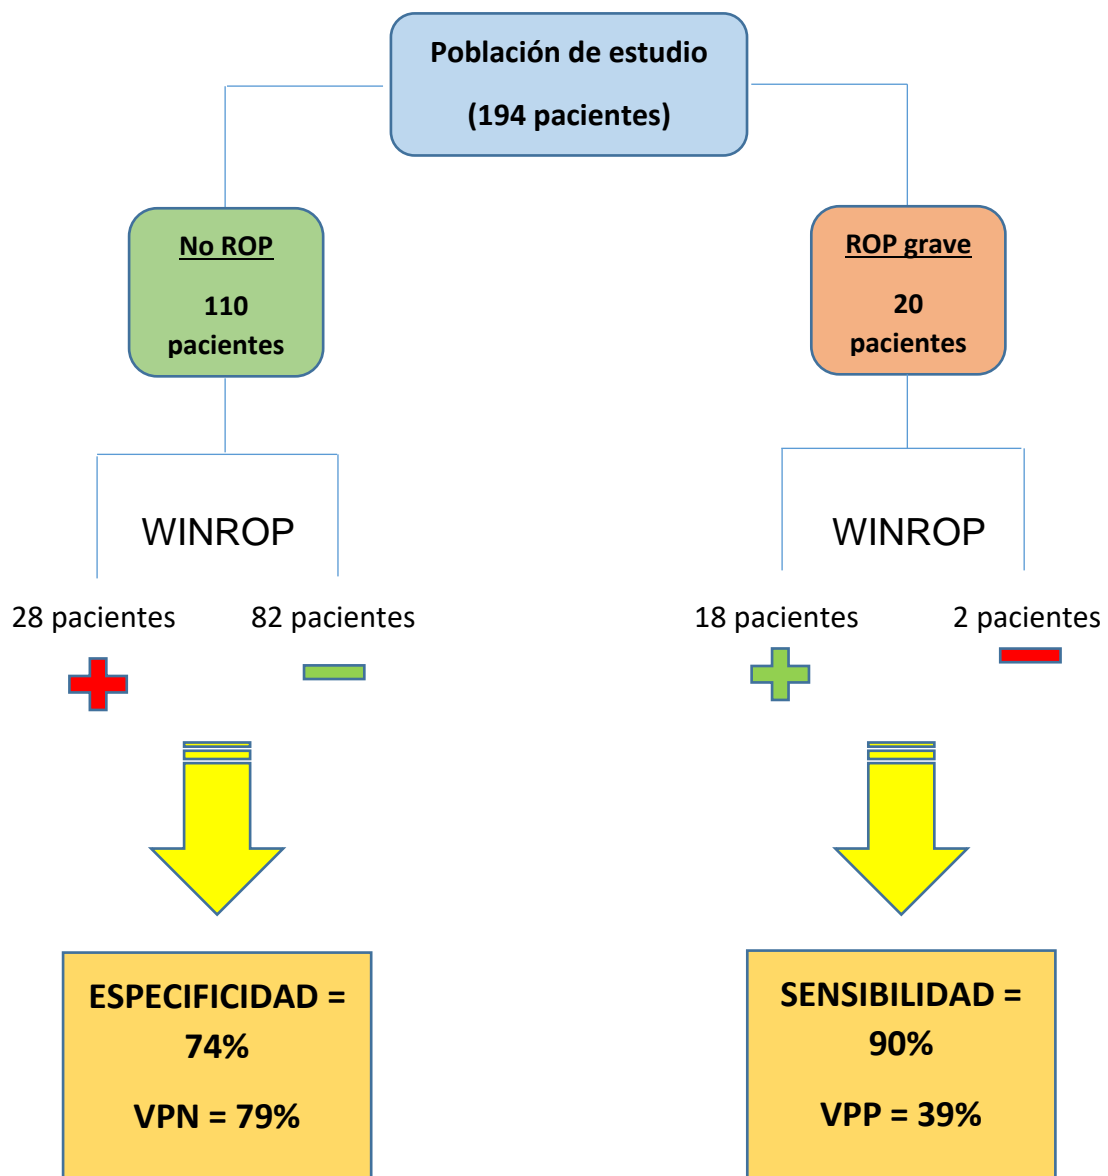 Población de estudio
(194 pacientes)
No ROP
110
pacientes
ROP grave
20
pacientes
WINROP
WINROP
28 pacientes
82 pacientes
18 pacientes
2 pacientes
ESPECIFICIDAD =
74%
VPN = 79%
SENSIBILIDAD =
90%
VPP = 39%